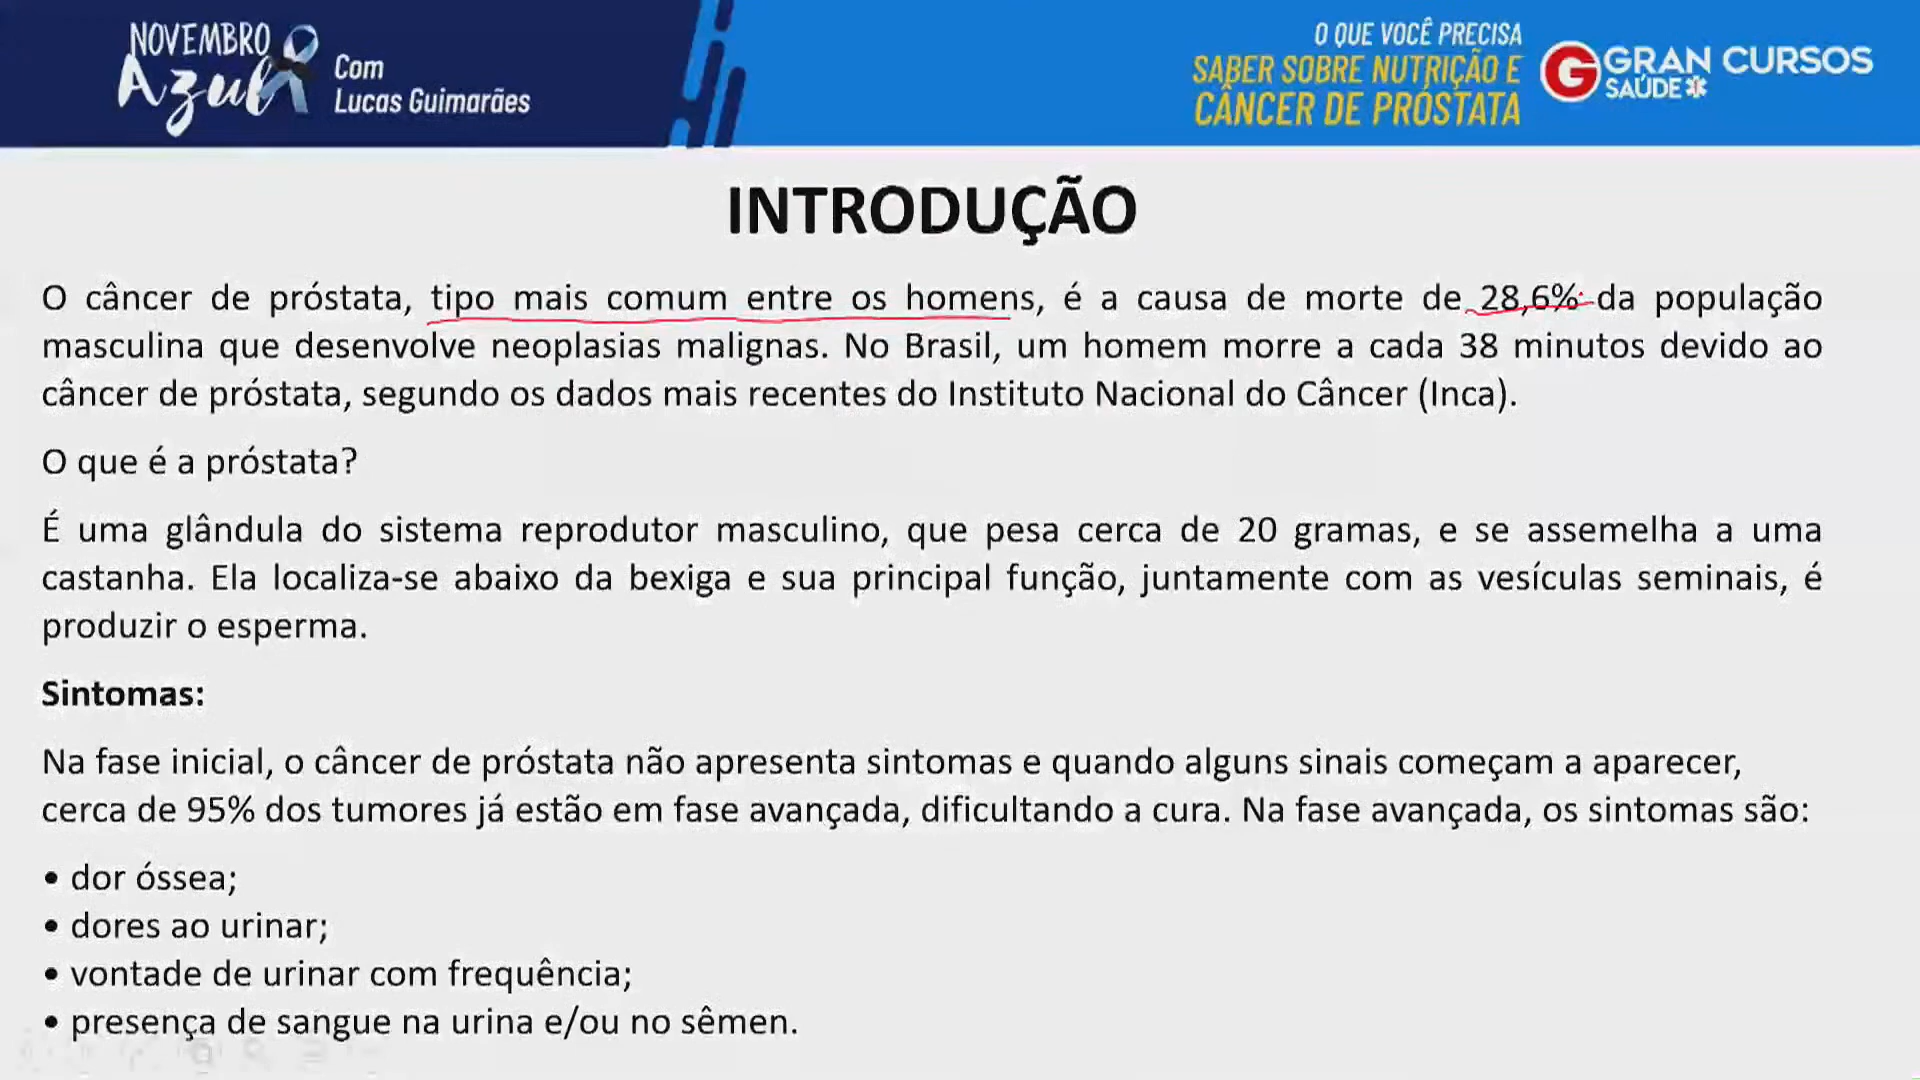 NOVEMBRO
Azul
Com
Lucas Guimarães
O QUE VOCÊ PRECISA
SABER SOBRE NUTRIÇÃO E
CÂNCER DE PRÓSTATA
G GRAN CURSOS
SAÚDE
INTRODUÇÃO
O câncer de próstata, tipo mais comum entre os homens, é a causa de morte de 28,6% da população
masculina que desenvolve neoplasias malignas. No Brasil, um homem morre a cada 38 minutos devido ao
câncer de próstata, segundo os dados mais recentes do Instituto Nacional do Câncer (Inca).
O que é a próstata?
É uma glândula do sistema reprodutor masculino, que pesa cerca de 20 gramas, e se assemelha a uma
castanha. Ela localiza-se abaixo da bexiga e sua principal função, juntamente com as vesículas seminais, é
produzir o esperma.
Sintomas:
Na fase inicial, o câncer de próstata não apresenta sintomas e quando alguns sinais começam a aparecer,
cerca de 95% dos tumores já estão em fase avançada, dificultando a cura. Na fase avançada, os sintomas são:
• dor óssea;
• dores ao urinar;
• vontade de urinar com frequência;
• presença de sangue na urina e/ou no sêmen.